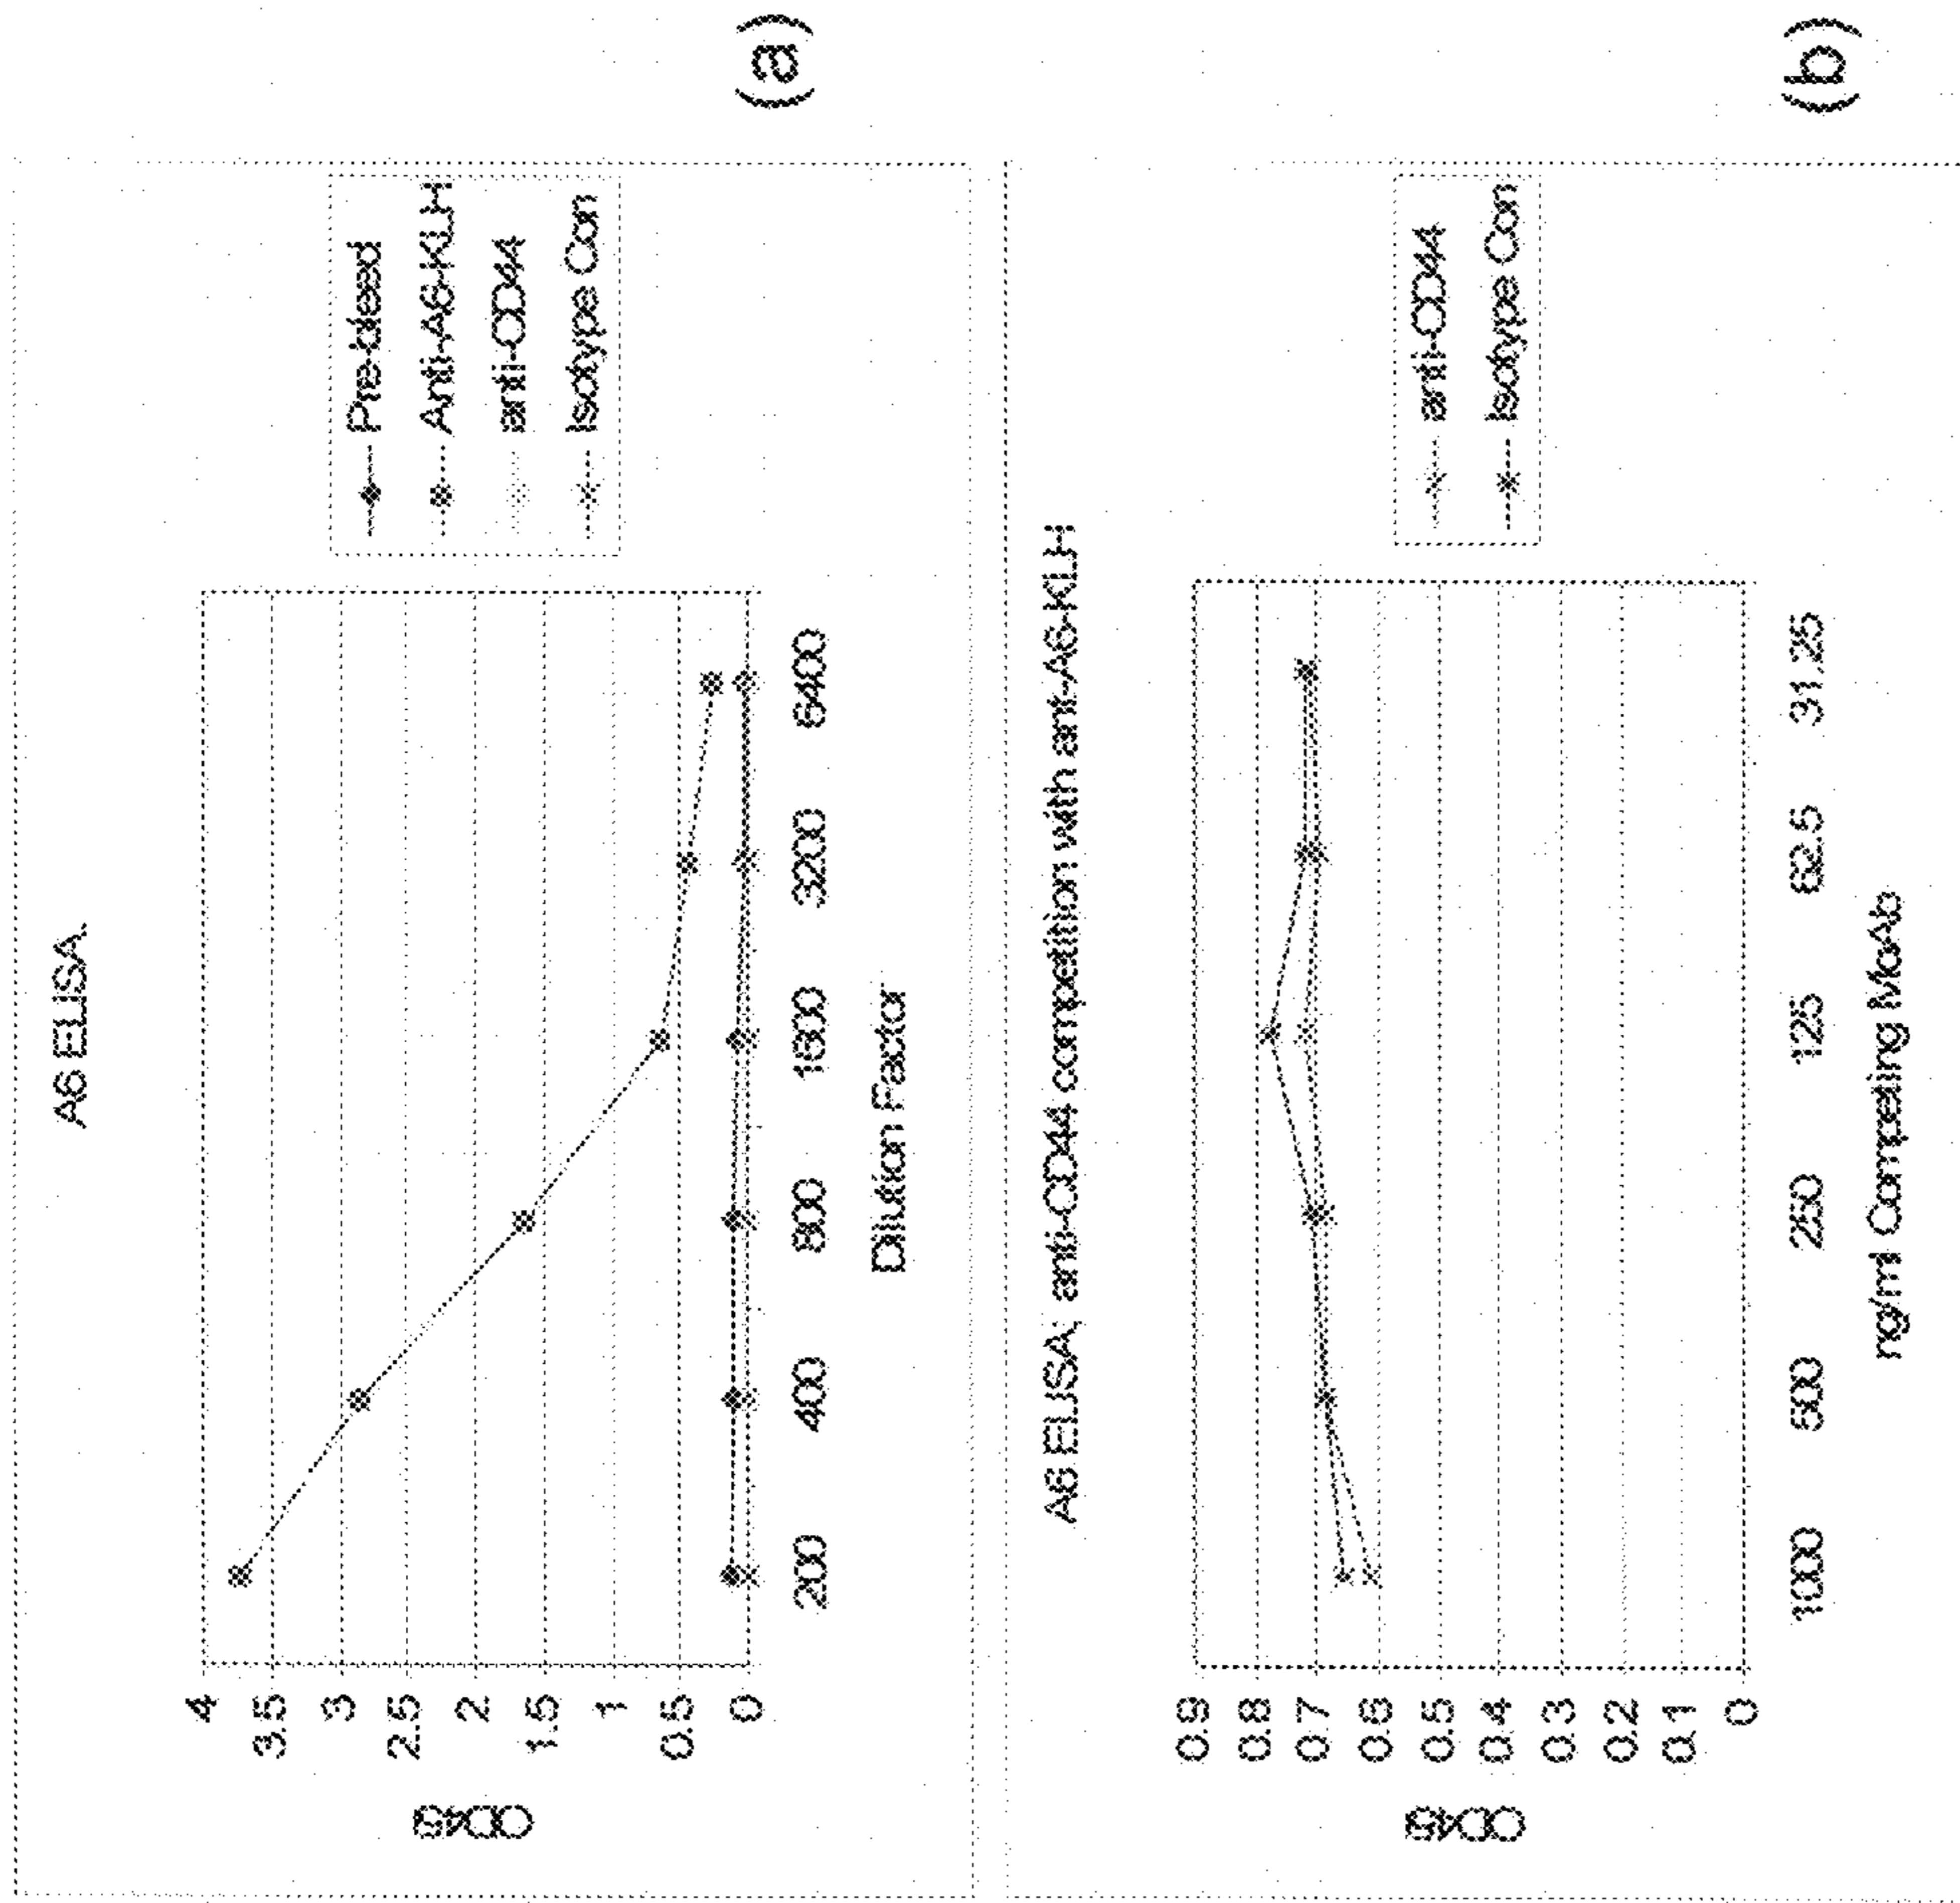 A6 ELISA
4
3.5
3
2.5
2
1.5
1
0.5
0
200
400
800
1600
3200
6400
Dilution Factor
Pre-bleed
Anti-A6-KLH
anti-CD44
Isotype Con
(a)
A6 ELISA; anti-CD44 competition with ant-A6-KLH
0.9
0.8
0.7
0.6
0.5
0.4
0.3
0.2
0.1
0
1000
500
250
125
62.5
31.25
ng/ml Competing MoAb
anti-CD44
Isotype Con
(b)